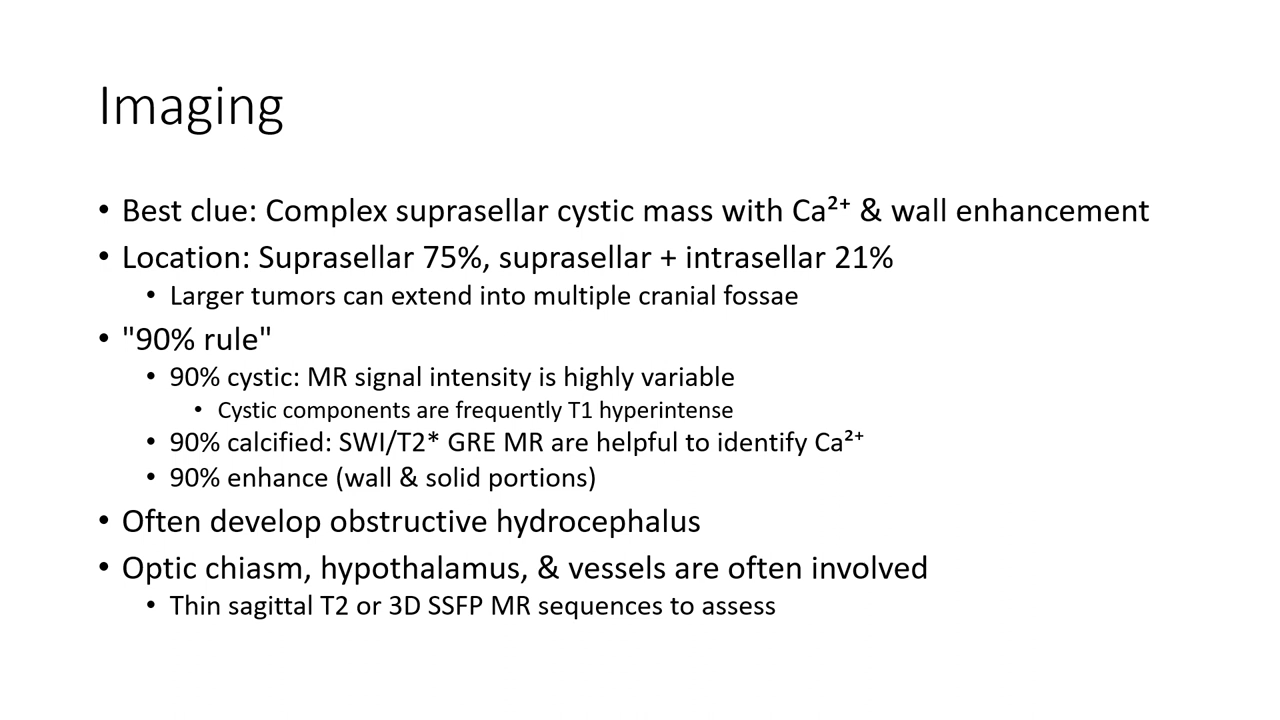 Imaging
• Best clue: Complex suprasellar cystic mass with Ca²⁺ & wall enhancement
• Location: Suprasellar 75%, suprasellar + intrasellar 21%
• Larger tumors can extend into multiple cranial fossae
• "90% rule"
• 90% cystic: MR signal intensity is highly variable
• Cystic components are frequently T1 hyperintense
• 90% calcified: SWI/T2* GRE MR are helpful to identify Ca²⁺
• 90% enhance (wall & solid portions)
• Often develop obstructive hydrocephalus
• Optic chiasm, hypothalamus, & vessels are often involved
• Thin sagittal T2 or 3D SSFP MR sequences to assess